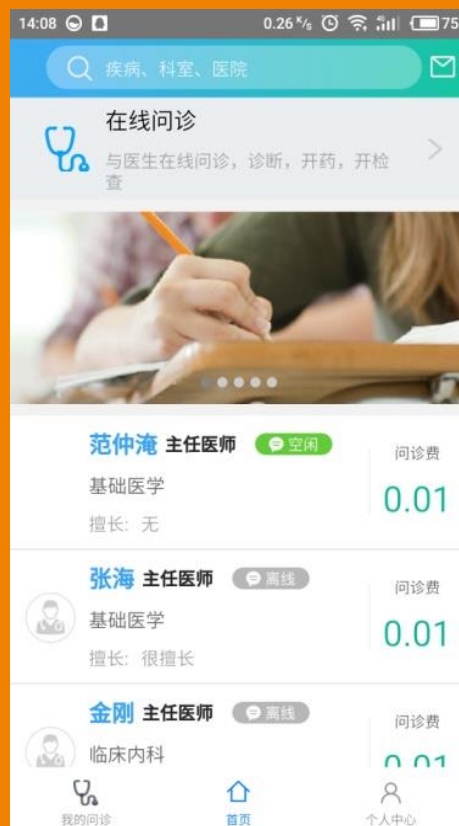 14:08 0.26 K/s 4G 75
疾病、科室、医院
在线问诊
与医生在线问诊，诊断，开药，开检
查
范仲淹 主任医师 空闲 问诊费
基础医学 0.01
擅长: 无
张海 主任医师 离线 问诊费
基础医学 0.01
擅长: 很擅长
金刚 主任医师 离线 问诊费
临床内科 0.01
我的问诊 首页 个人中心